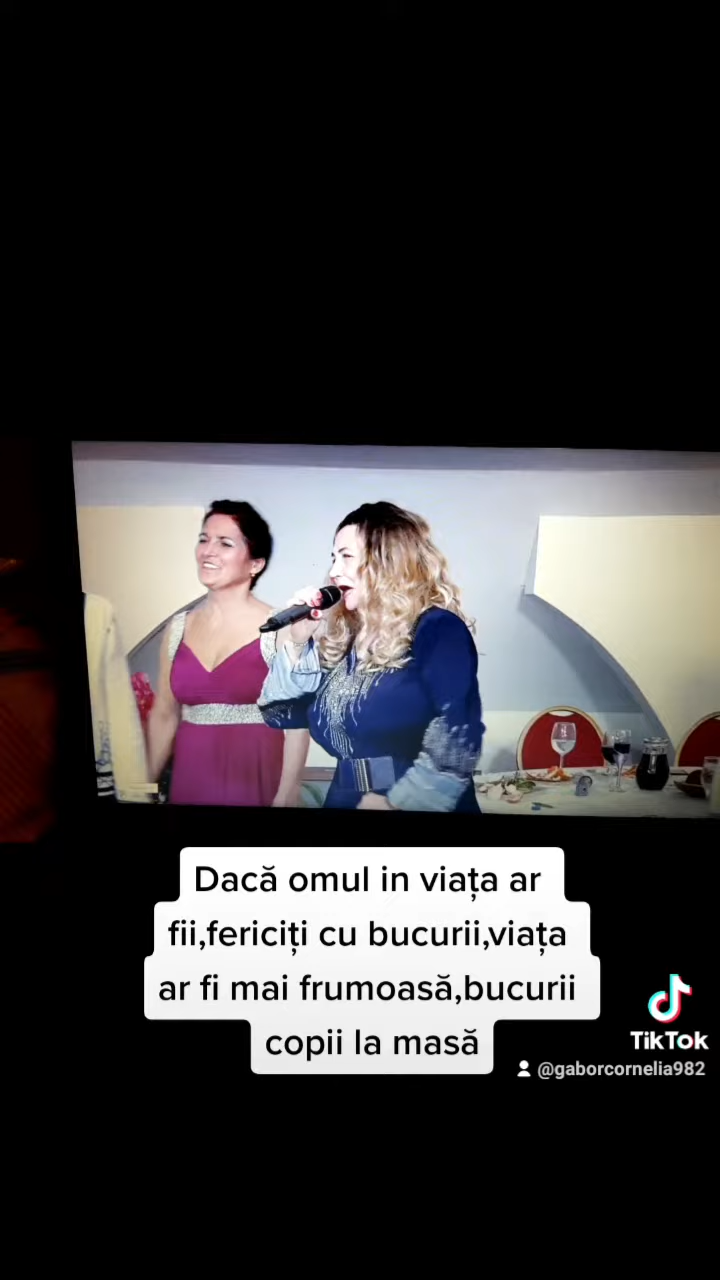 Dacă omul in viața ar
fii,fericiți cu bucurii,viața
ar fi mai frumoasă,bucurii
copii la masă
TikTok
@gaborcornelia982